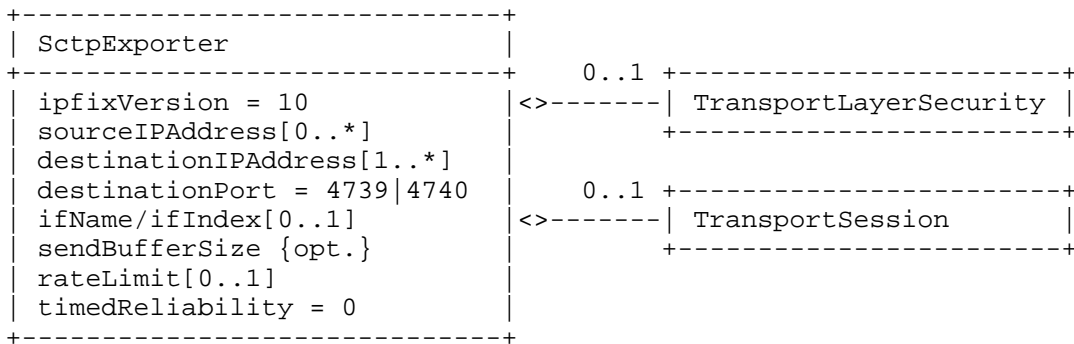 SctpExporter
0..1
ipfixVersion = 10 <>-------| TransportLayerSecurity
sourceIPAddress[0..*]
destinationIPAddress[1..*]
destinationPort = 4739|4740 0..1
ifName/ifIndex[0..1] <>-------| TransportSession
sendBufferSize {opt.}
rateLimit[0..1]
timedReliability = 0